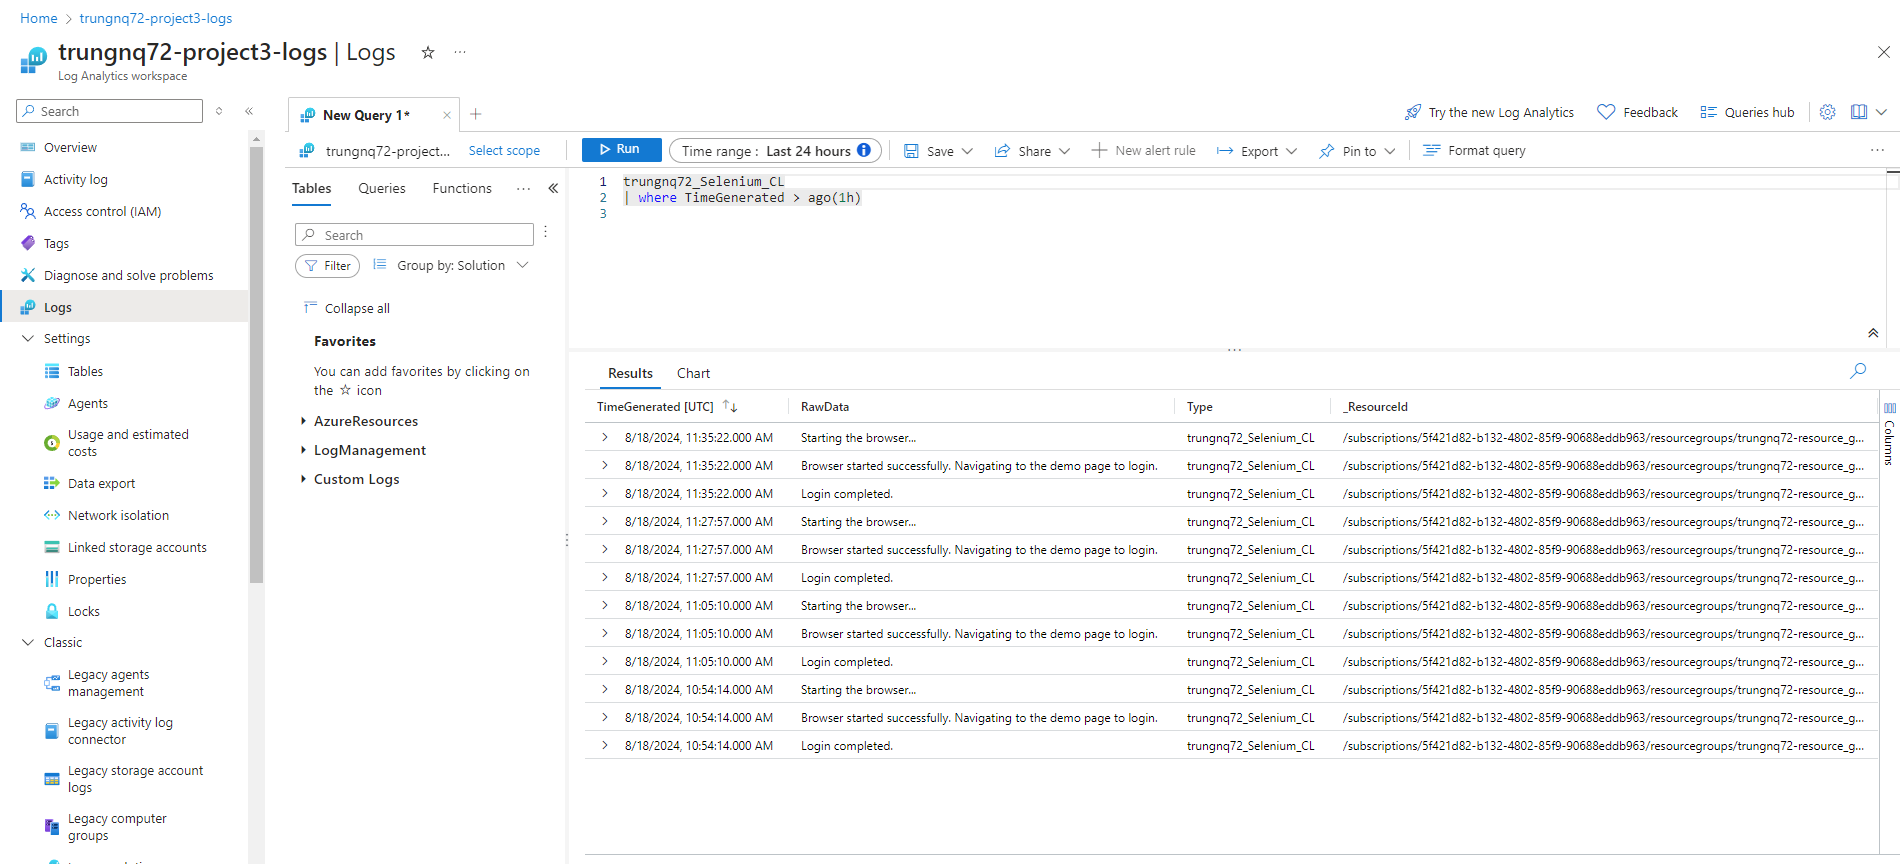 Home > trungnq72-project3-logs
trungnq72-project3-logs | Logs
Log Analytics workspace
Search
Overview
Activity log
Access control (IAM)
Tags
Diagnose and solve problems
Logs
Settings
Tables
Agents
Usage and estimated
costs
Data export
Network isolation
Linked storage accounts
Properties
Locks
Classic
Legacy agents
management
Legacy activity log
connector
Legacy storage account
logs
Legacy computer
groups
New Query 1*
Try the new Log Analytics
Feedback
Queries hub
trungnq72-project...
Select scope
Run
Time range : Last 24 hours
Save
Share
New alert rule
Export
Pin to
Format query
Tables Queries Functions
Search
Filter
Group by: Solution
Collapse all
Favorites
You can add favorites by clicking on
the ☆ icon
AzureResources
LogManagement
Custom Logs
1 trungnq72_Selenium_CL
2 | where TimeGenerated > ago(1h)
3
Results Chart
TimeGenerated [UTC] RawData Type _ResourceId
8/18/2024, 11:35:22.000 AM Starting the browser... trungnq72_Selenium_CL /subscriptions/5f421d82-b132-4802-85f9-90688eddb963/resourcegroups/trungnq72-resource_g...
8/18/2024, 11:35:22.000 AM Browser started successfully. Navigating to the demo page to login. trungnq72_Selenium_CL /subscriptions/5f421d82-b132-4802-85f9-90688eddb963/resourcegroups/trungnq72-resource_g...
8/18/2024, 11:35:22.000 AM Login completed. trungnq72_Selenium_CL /subscriptions/5f421d82-b132-4802-85f9-90688eddb963/resourcegroups/trungnq72-resource_g...
8/18/2024, 11:27:57.000 AM Starting the browser... trungnq72_Selenium_CL /subscriptions/5f421d82-b132-4802-85f9-90688eddb963/resourcegroups/trungnq72-resource_g...
8/18/2024, 11:27:57.000 AM Browser started successfully. Navigating to the demo page to login. trungnq72_Selenium_CL /subscriptions/5f421d82-b132-4802-85f9-90688eddb963/resourcegroups/trungnq72-resource_g...
8/18/2024, 11:27:57.000 AM Login completed. trungnq72_Selenium_CL /subscriptions/5f421d82-b132-4802-85f9-90688eddb963/resourcegroups/trungnq72-resource_g...
8/18/2024, 11:05:10.000 AM Starting the browser... trungnq72_Selenium_CL /subscriptions/5f421d82-b132-4802-85f9-90688eddb963/resourcegroups/trungnq72-resource_g...
8/18/2024, 11:05:10.000 AM Browser started successfully. Navigating to the demo page to login. trungnq72_Selenium_CL /subscriptions/5f421d82-b132-4802-85f9-90688eddb963/resourcegroups/trungnq72-resource_g...
8/18/2024, 11:05:10.000 AM Login completed. trungnq72_Selenium_CL /subscriptions/5f421d82-b132-4802-85f9-90688eddb963/resourcegroups/trungnq72-resource_g...
8/18/2024, 10:54:14.000 AM Starting the browser... trungnq72_Selenium_CL /subscriptions/5f421d82-b132-4802-85f9-90688eddb963/resourcegroups/trungnq72-resource_g...
8/18/2024, 10:54:14.000 AM Browser started successfully. Navigating to the demo page to login. trungnq72_Selenium_CL /subscriptions/5f421d82-b132-4802-85f9-90688eddb963/resourcegroups/trungnq72-resource_g...
8/18/2024, 10:54:14.000 AM Login completed. trungnq72_Selenium_CL /subscriptions/5f421d82-b132-4802-85f9-90688eddb963/resourcegroups/trungnq72-resource_g...
Columns